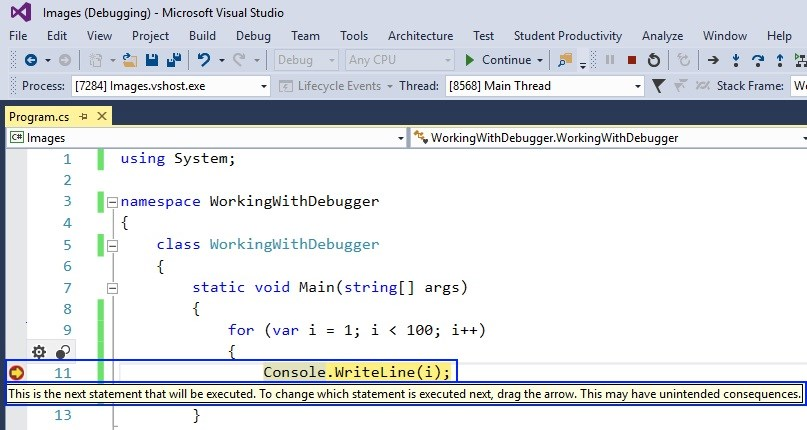 Images (Debugging) - Microsoft Visual Studio
File Edit View Project Build Debug Team Tools Architecture Test Student Productivity Analyze Window Help
Debug Any CPU Continue
Process: [7284] Images.vshost.exe Lifecycle Events Thread: [8568] Main Thread Stack Frame:
Program.cs
C# Images WorkingWithDebugger.WorkingWithDebugger
1 using System;
2
3 namespace WorkingWithDebugger
4 {
5 class WorkingWithDebugger
6 {
7 static void Main(string[] args)
8 {
9 for (var i = 1; i < 100; i++)
{
11 Console.WriteLine(i);
This is the next statement that will be executed. To change which statement is executed next, drag the arrow. This may have unintended consequences.
13 }